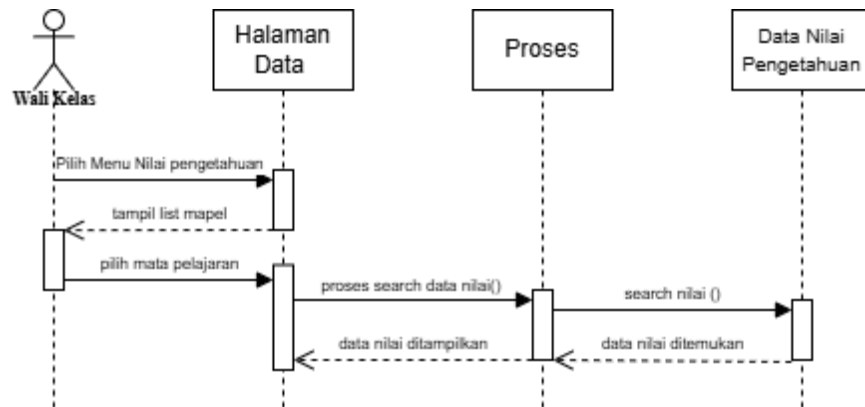 Halaman
Data
Proses
Data Nilai
Pengetahuan
Wali Kelas
Pilih Menu Nilai pengetahuan
tampil list mapel
pilih mata pelajaran
proses search data nilai()
search nilai ()
data nilai ditampilkan
data nilai ditemukan